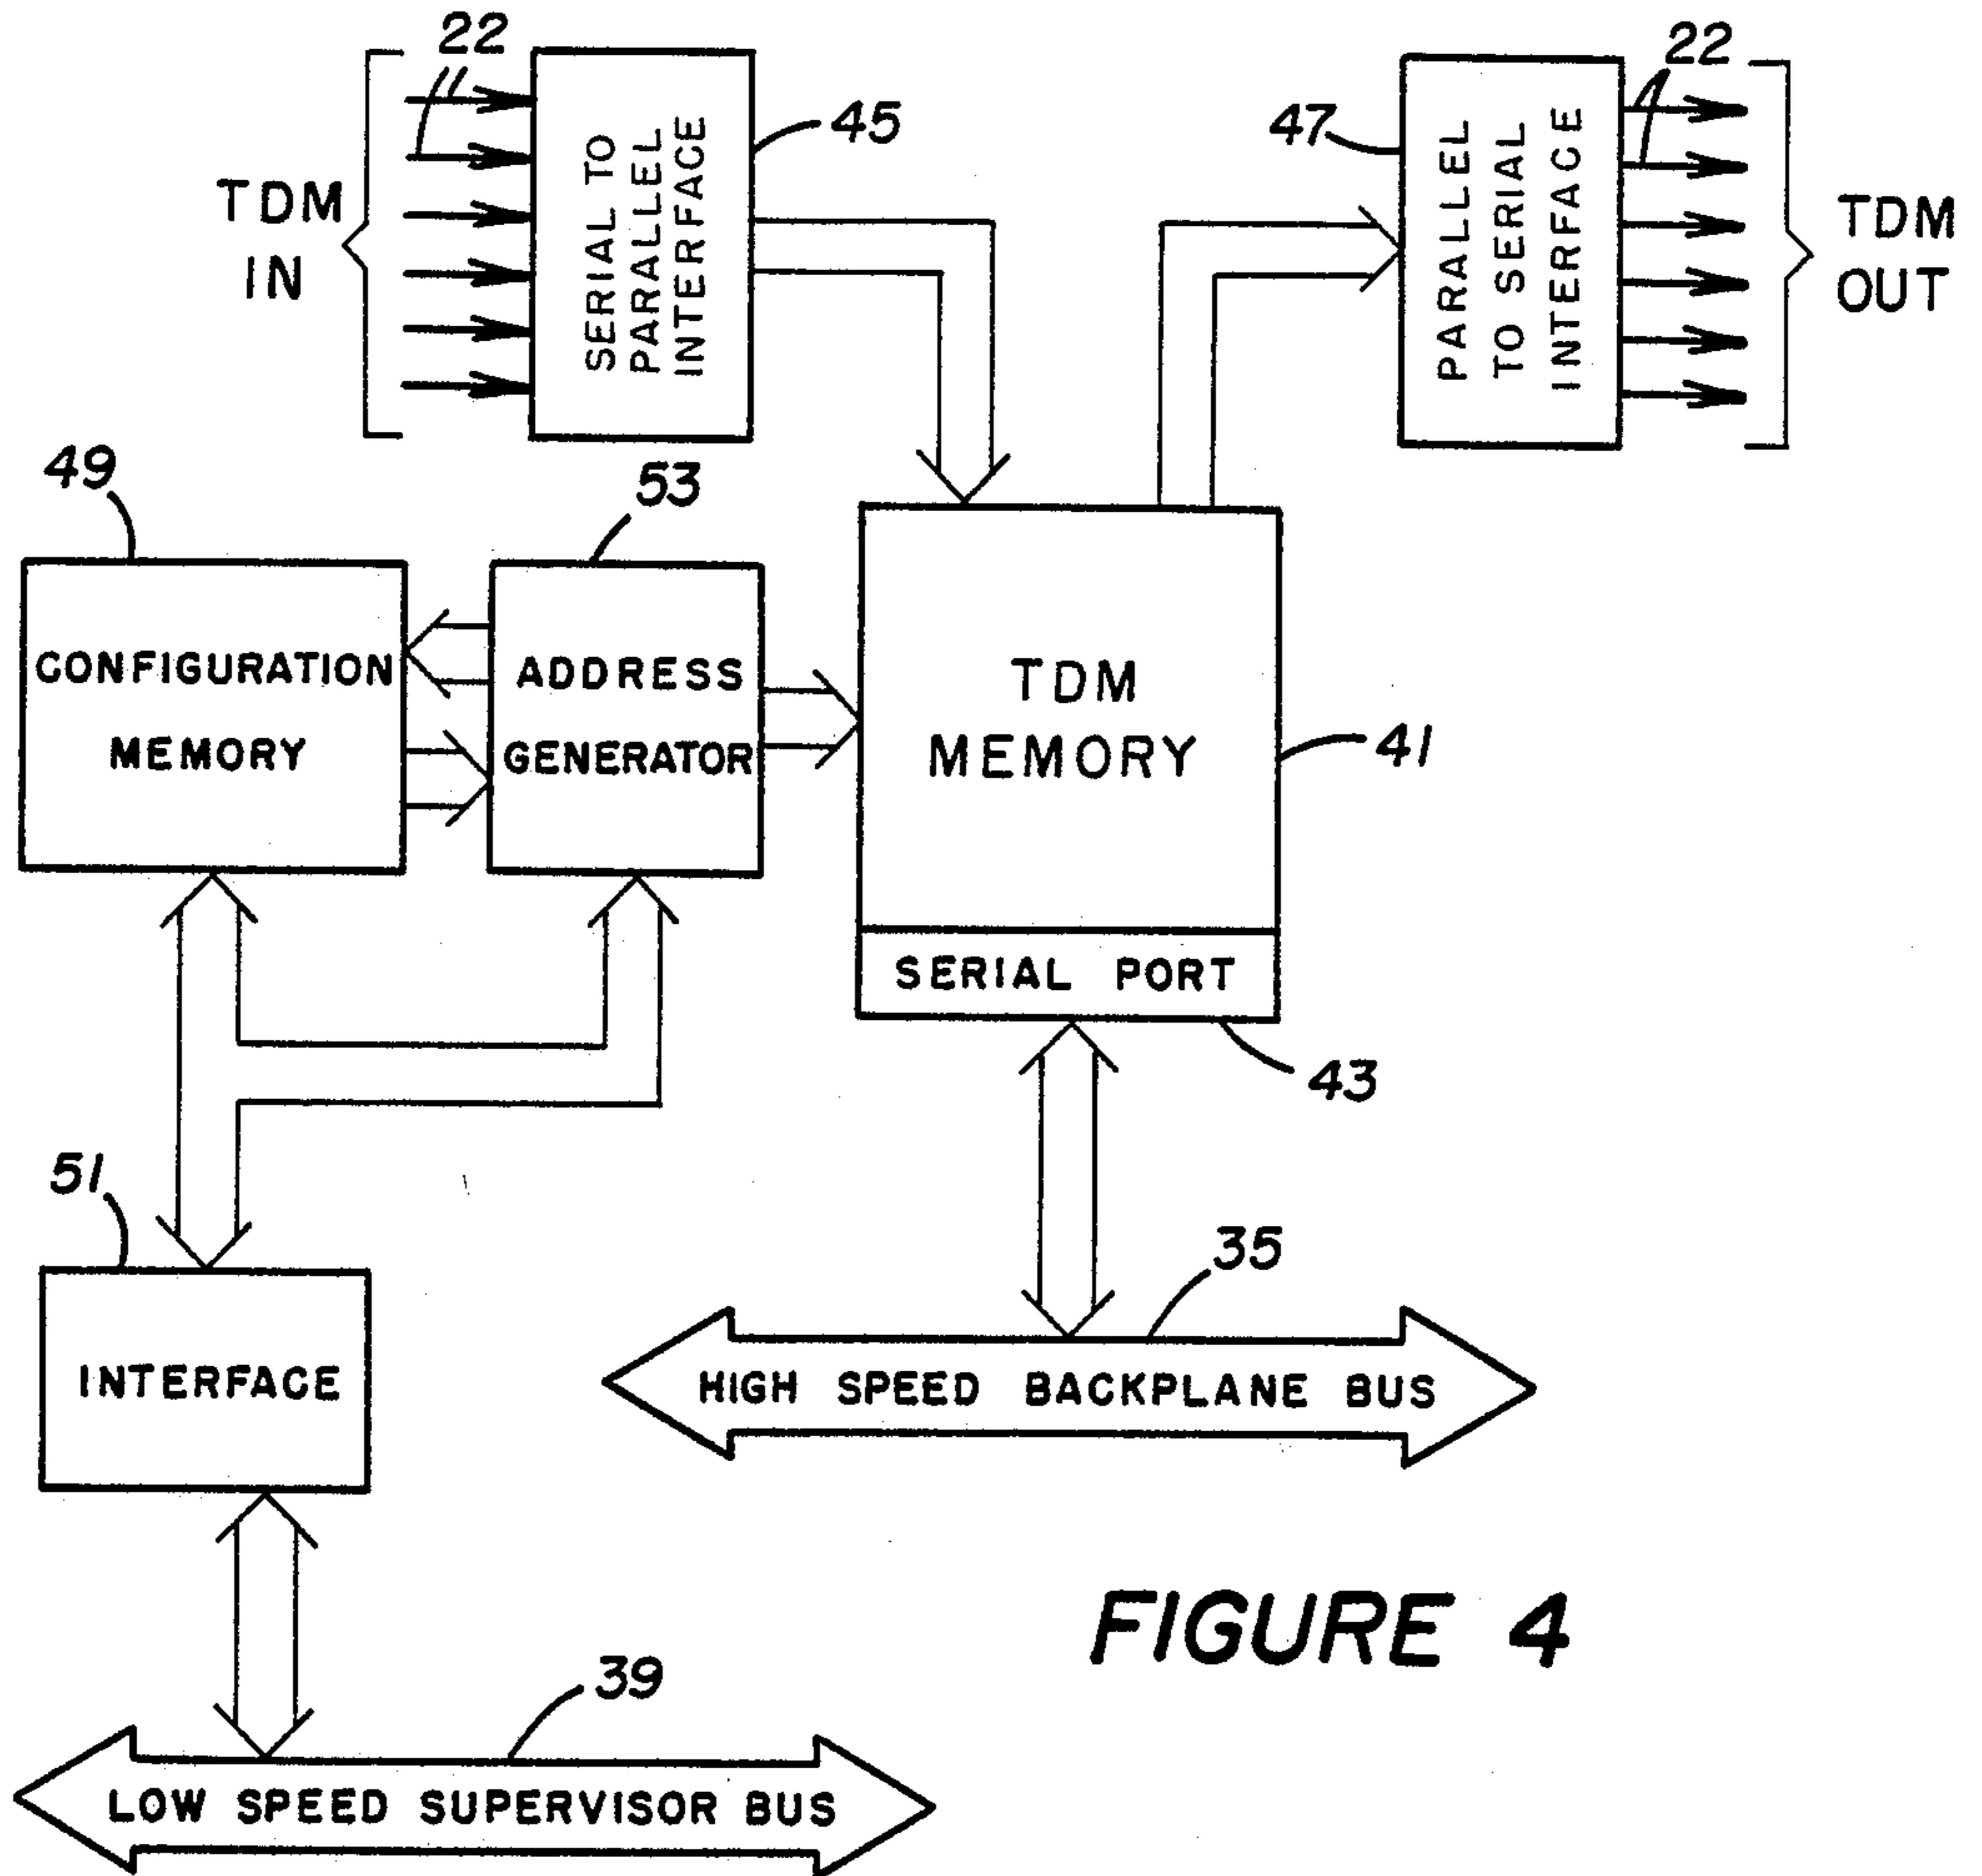 22
22
TDM
IN
SERIAL TO
PARALLEL
INTERFACE
45
47
PARALLEL
TO SERIAL
INTERFACE
TDM
OUT
49
53
CONFIGURATION
MEMORY
ADDRESS
GENERATOR
TDM
MEMORY
41
SERIAL PORT
43
51
35
INTERFACE
HIGH SPEED BACKPLANE BUS
FIGURE 4
39
LOW SPEED SUPERVISOR BUS